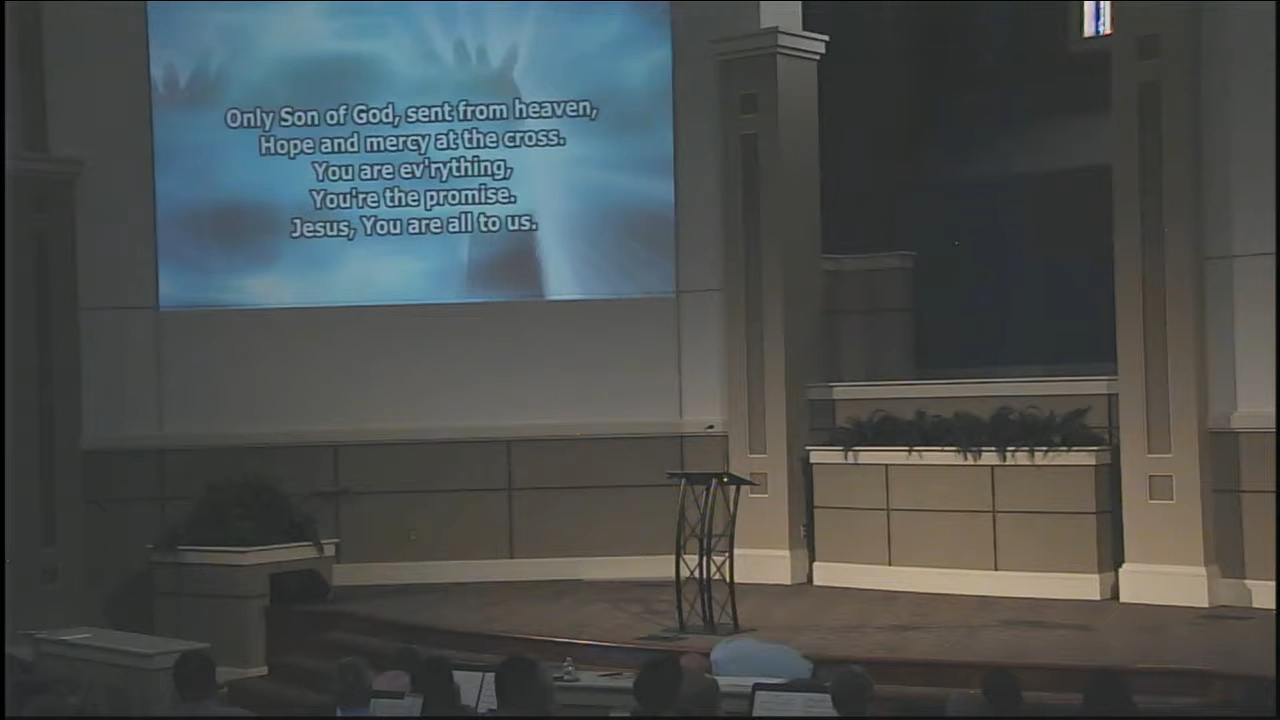 Only Son of God, sent from heaven,
Hope and mercy at the cross.
You are ev'rything,
You're the promise.
Jesus, You are all to us.